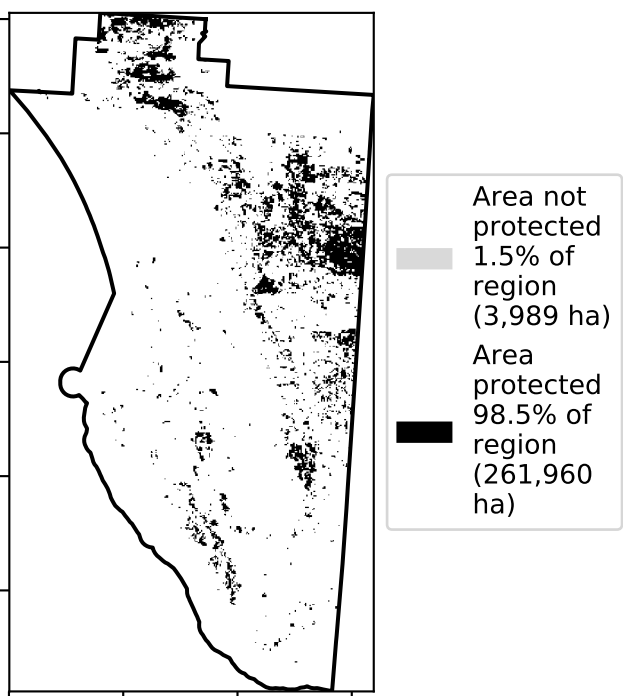 Area not
protected
1.5% of
region
(3,989 ha)
Area
protected
98.5% of
region
(261,960
ha)